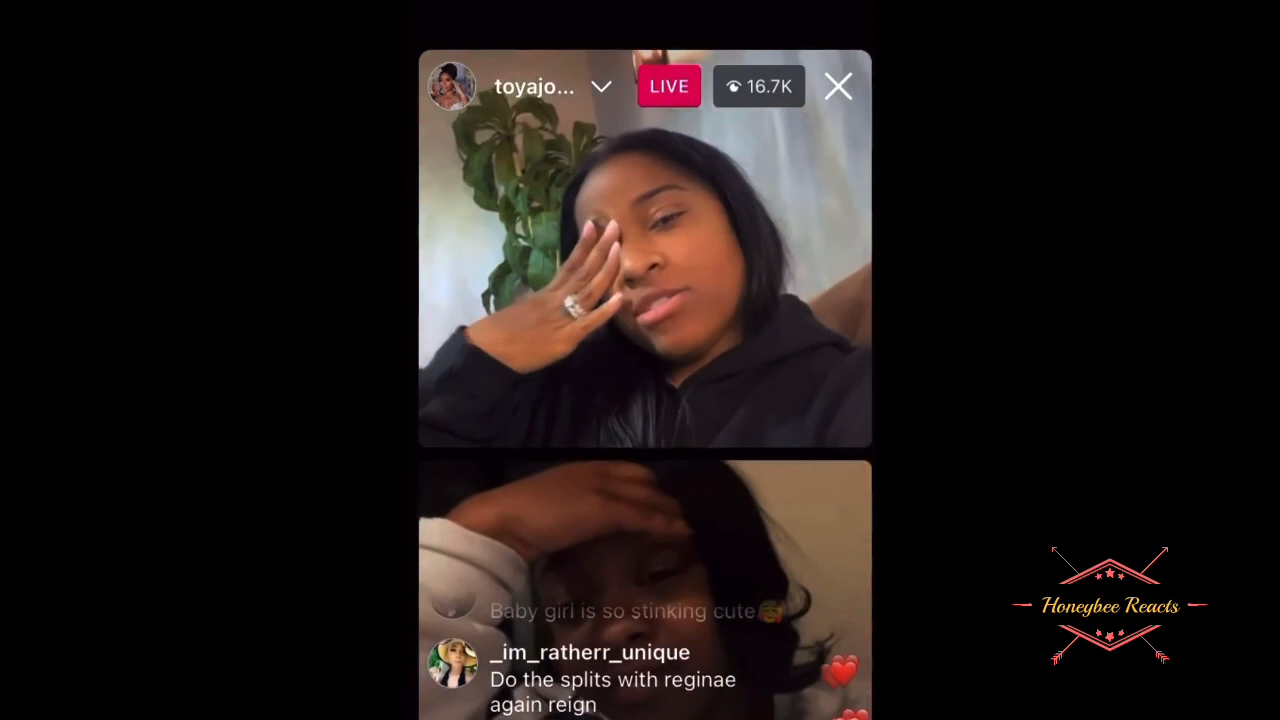 toyajo...
LIVE
16.7K
Baby girl is so stinking cute🥰
_im_ratherr_unique
Do the splits with reginae
again reign
Honeybee Reacts